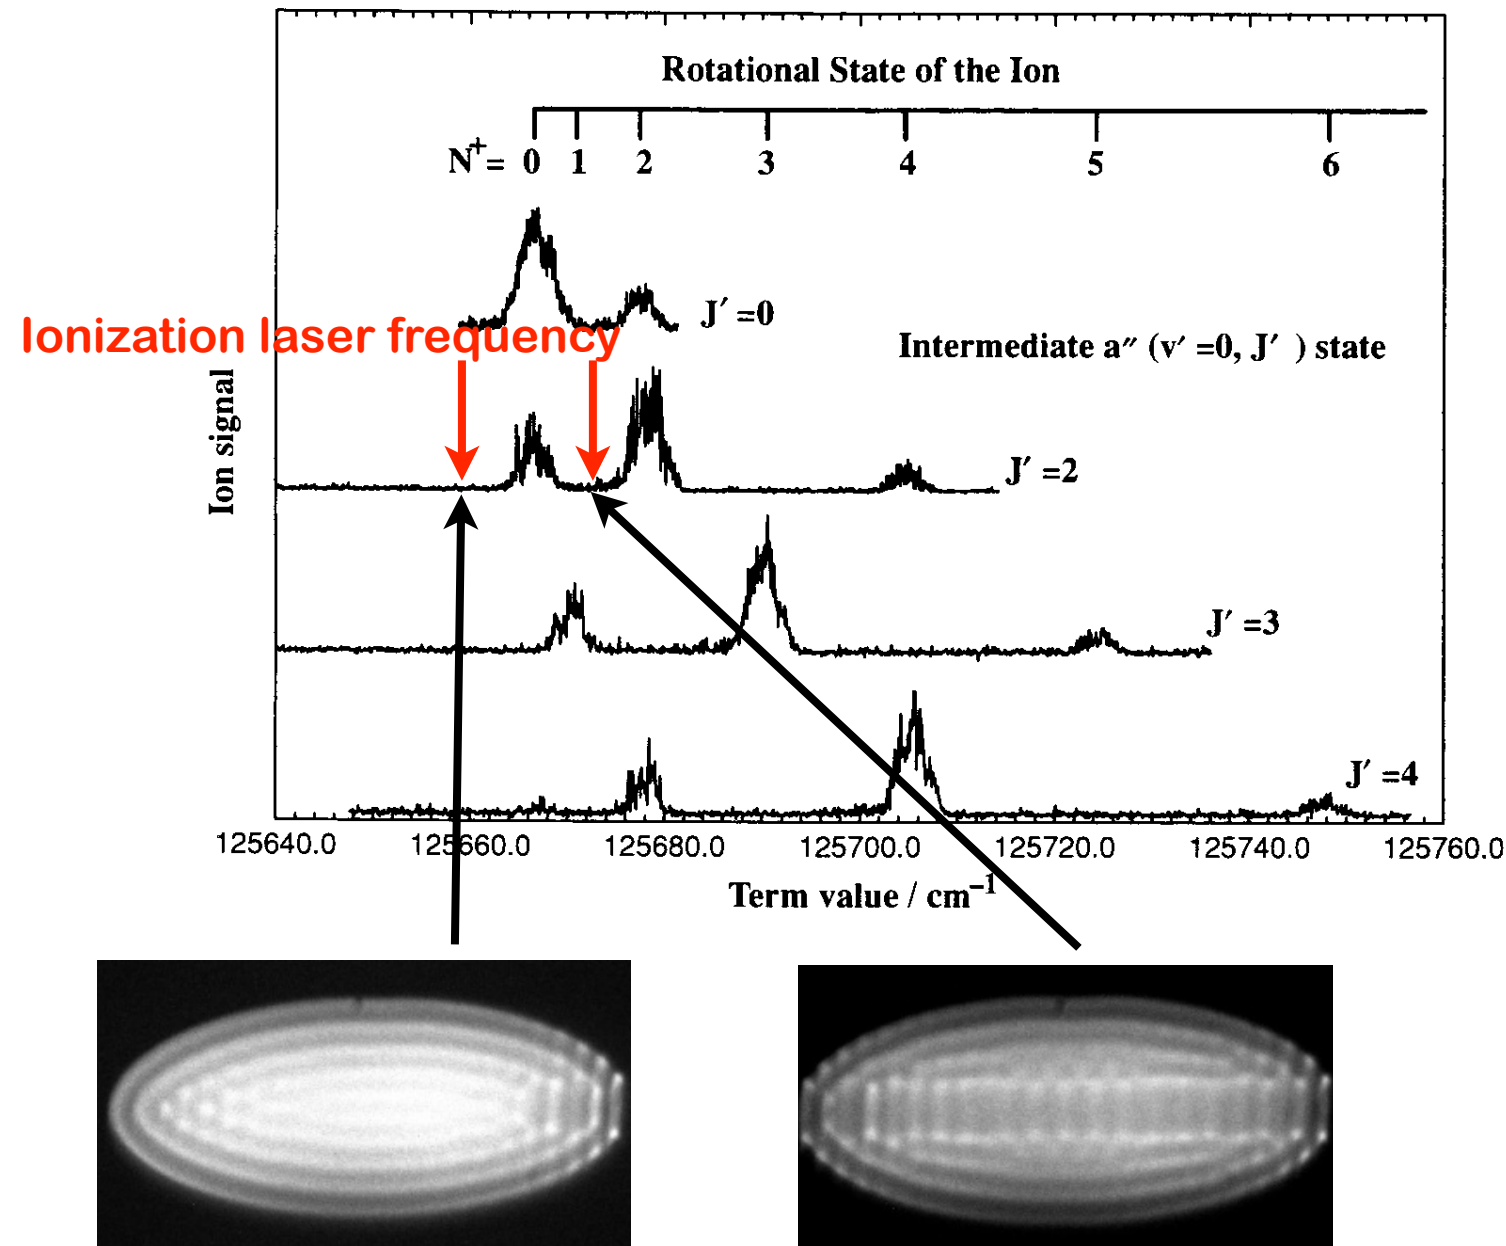 Rotational State of the Ion
N⁺= 0 1 2 3 4 5 6
J′ =0
Ionization laser frequency
Intermediate a″ (v′ =0, J′ ) state
Ion signal
J′ =2
J′ =3
J′ =4
125640.0 125660.0 125680.0 125700.0 125720.0 125740.0 125760.0
Term value / cm⁻¹